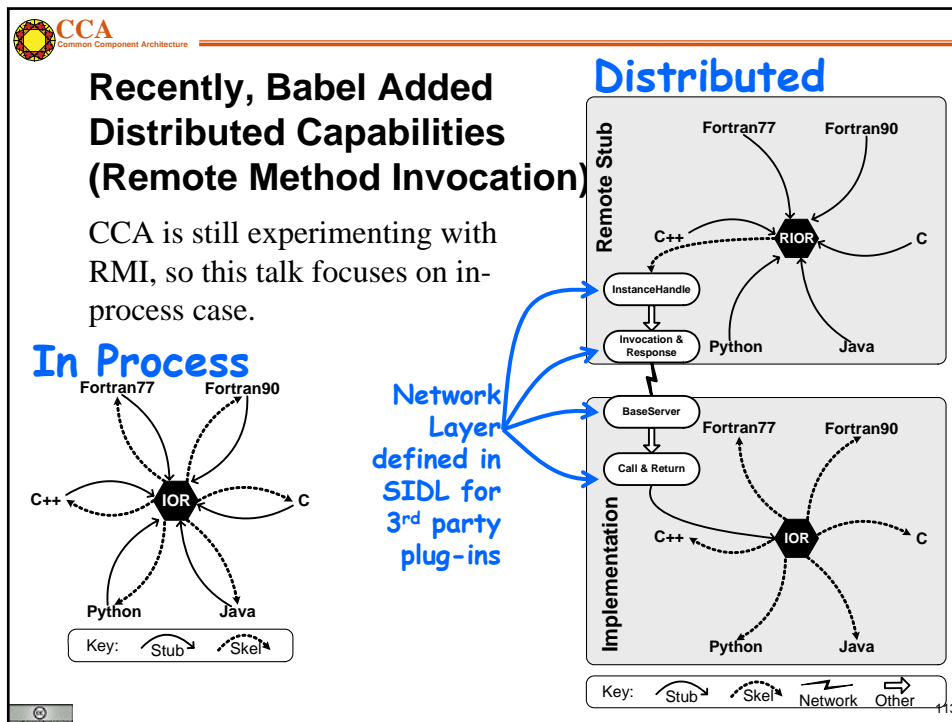 CCA
Common Component Architecture
Recently, Babel Added
Distributed Capabilities
(Remote Method Invocation)
CCA is still experimenting with
RMI, so this talk focuses on in-
process case.
In Process
Fortran77
Fortran90
C++
IOR
C
Python
Java
Key:
Stub
Skel
Network
Layer
defined in
SIDL for
3rd party
plug-ins
Distributed
Remote Stub
Fortran77
Fortran90
C++
RIOR
C
InstanceHandle
Invocation &
Response
Python
Java
Implementation
BaseServer
Fortran77
Fortran90
Call & Return
C++
IOR
C
Python
Java
Key:
Stub
Skel
Network
Other